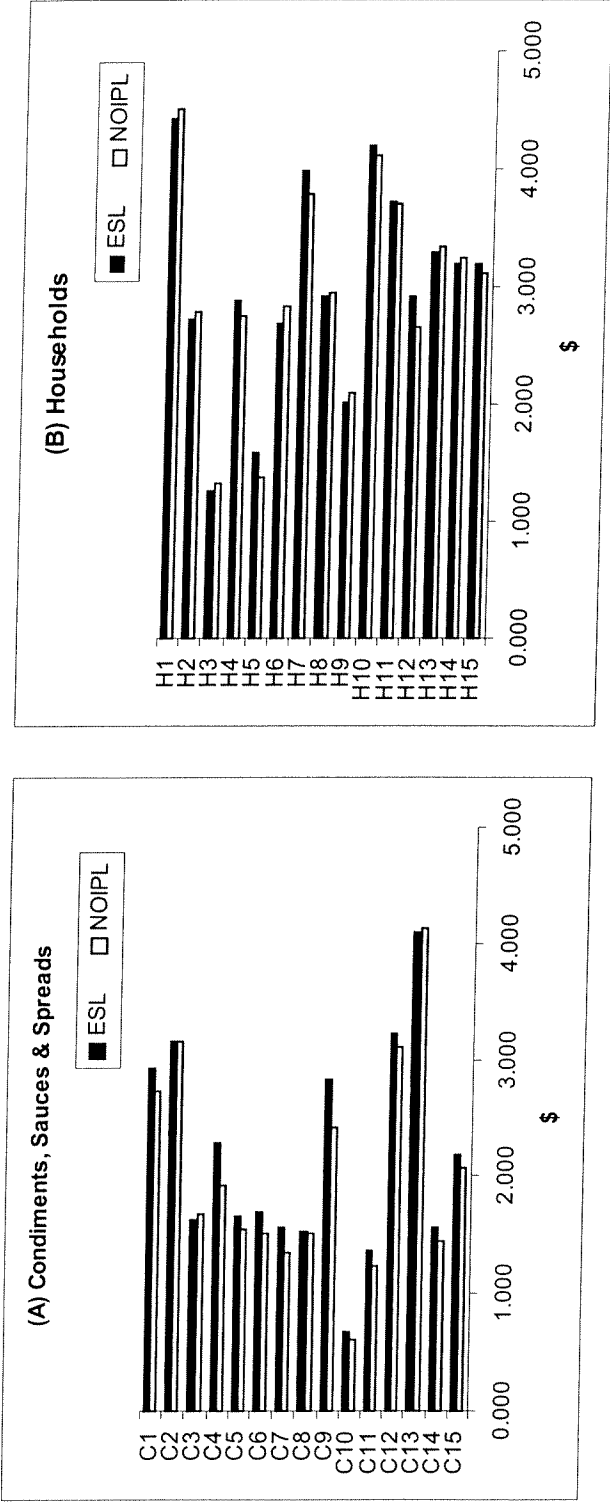 (A) Condiments, Sauces & Spreads
ESL NOIPL
C1
C2
C3
C4
C5
C6
C7
C8
C9
C10
C11
C12
C13
C14
C15
0.000 1.000 2.000 3.000 4.000 5.000
$
(B) Households
ESL NOIPL
H1
H2
H3
H4
H5
H6
H7
H8
H9
H10
H11
H12
H13
H14
H15
0.000 1.000 2.000 3.000 4.000 5.000
$